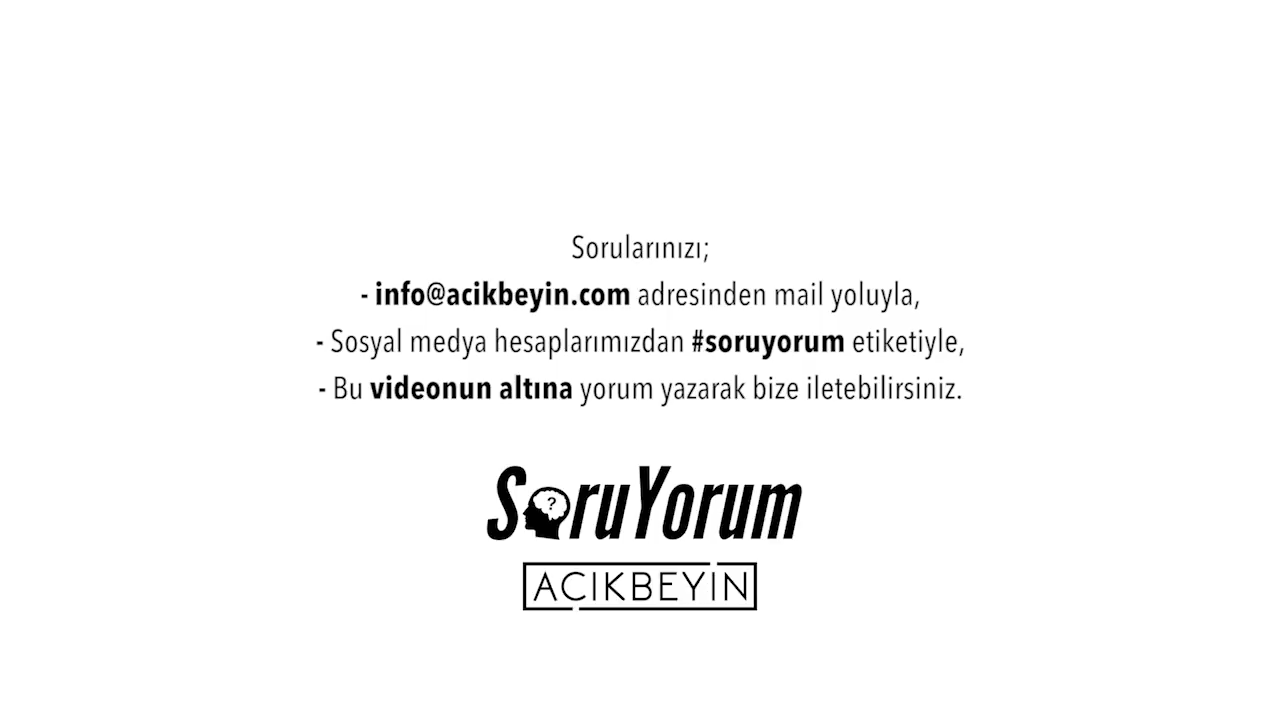 Sorularınızı;
- info@acikbeyin.com adresinden mail yoluyla,
- Sosyal medya hesaplarımızdan #soruyorum etiketiyle,
- Bu videonun altına yorum yazarak bize iletebilirsiniz.
SoruYorum
AÇIKBEYİN